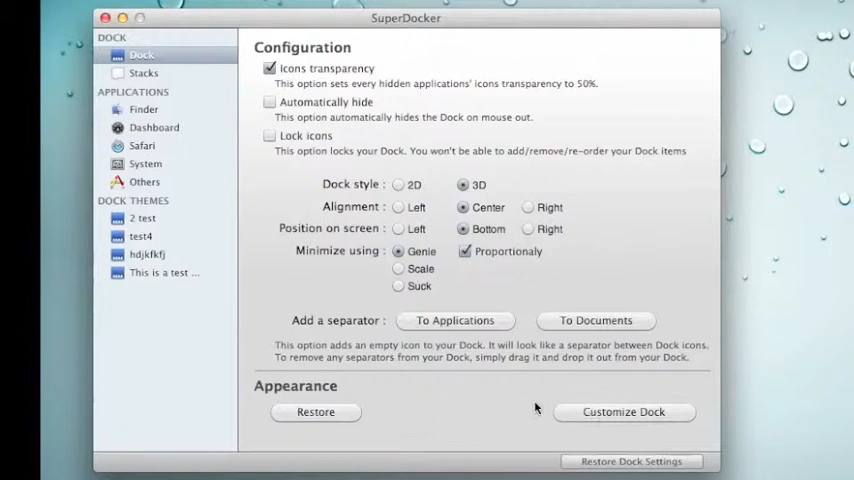 SuperDocker
DOCK
Dock
Stacks
APPLICATIONS
Finder
Dashboard
Safari
System
Others
DOCK THEMES
2 test
test4
hdjkfkfj
This is a test ...
Configuration
Icons transparency
This option sets every hidden applications' icons transparency to 50%.
Automatically hide
This option automatically hides the Dock on mouse out.
Lock icons
This option locks your Dock. You won't be able to add/remove/re-order your Dock items
Dock style : 2D 3D
Alignment : Left Center Right
Position on screen : Left Bottom Right
Minimize using : Genie Proportionaly
Scale
Suck
Add a separator : To Applications To Documents
This option adds an empty icon to your Dock. It will look like a separator between Dock icons.
To remove any separators from your Dock, simply drag it and drop it out from your Dock.
Appearance
Restore Customize Dock
Restore Dock Settings